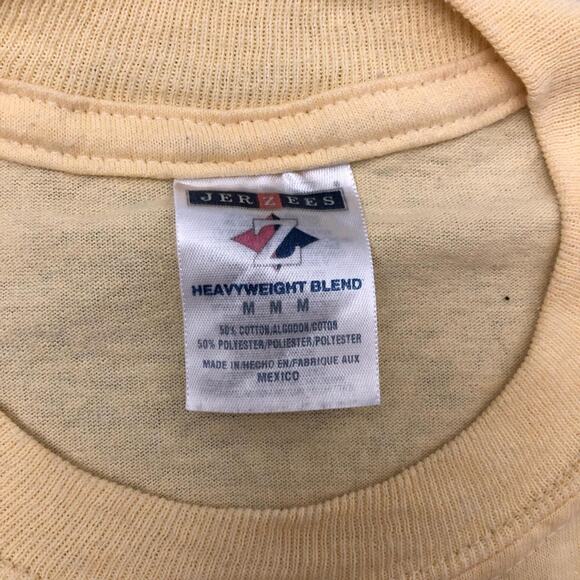 JERZEES®
Z
HEAVYWEIGHT BLEND
M M M
50% COTTON/ALGODON/COTON
50% POLYESTER/POLIESTER/POLYESTER
MADE IN/HECHO EN/FABRIQUE AUX
MEXICO